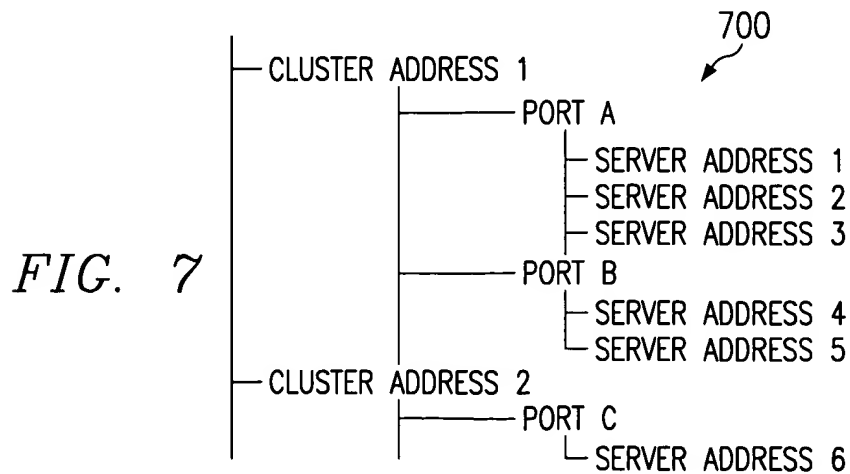 700
CLUSTER ADDRESS 1
PORT A
SERVER ADDRESS 1
SERVER ADDRESS 2
SERVER ADDRESS 3
FIG. 7
PORT B
SERVER ADDRESS 4
SERVER ADDRESS 5
CLUSTER ADDRESS 2
PORT C
SERVER ADDRESS 6